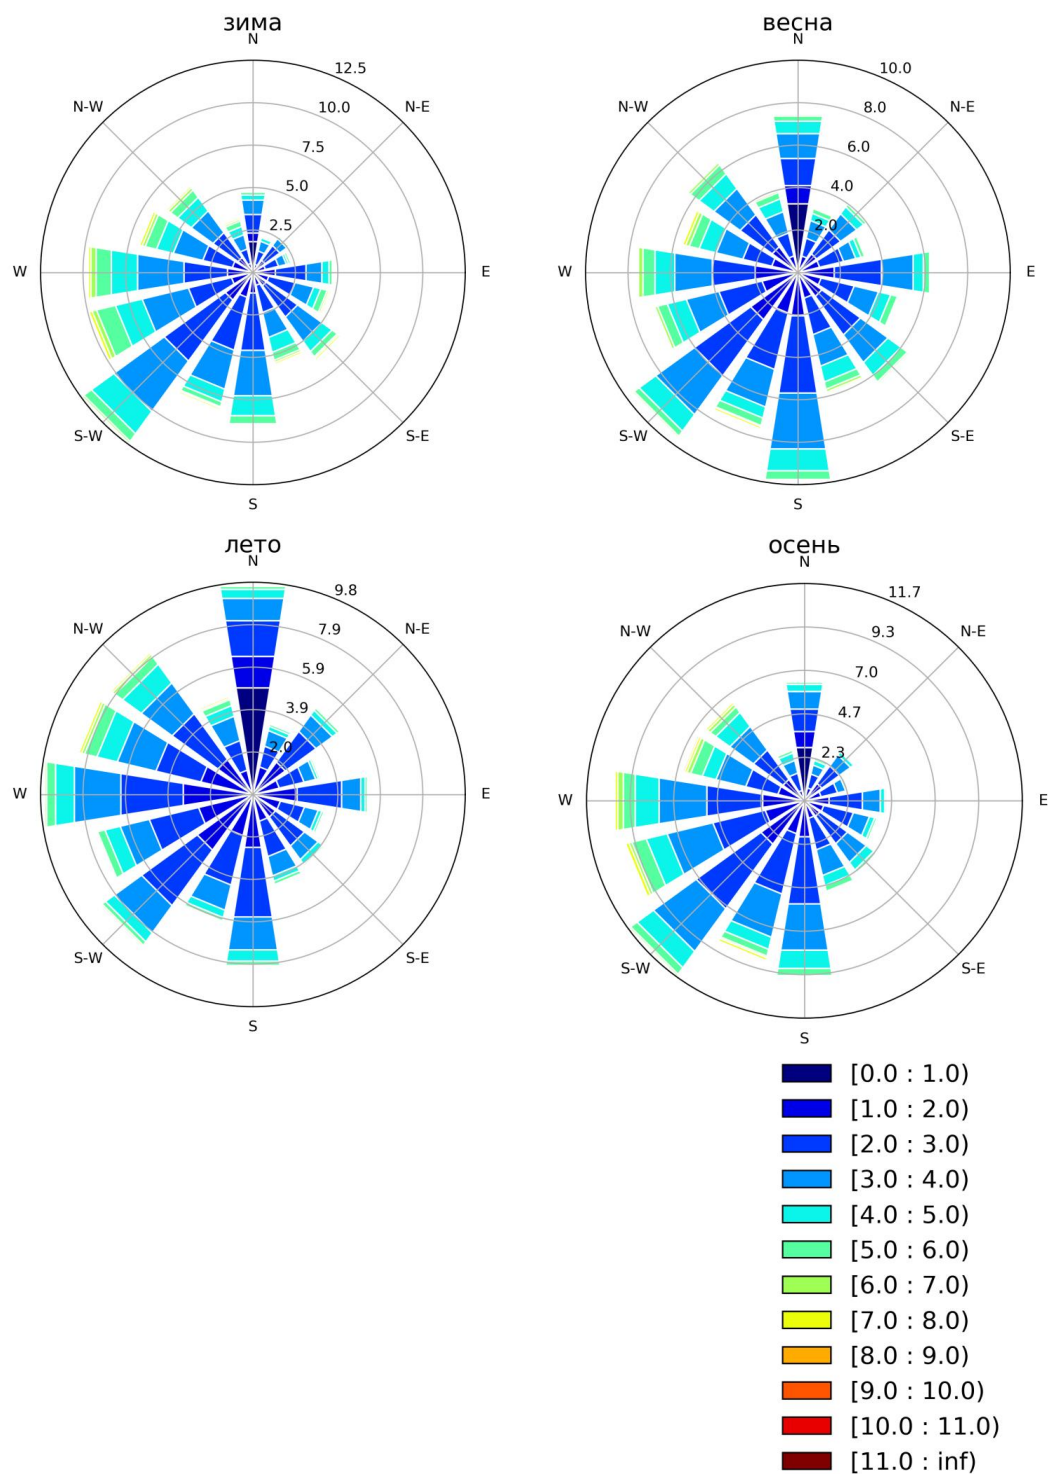 зима
N
12.5
N-W
10.0
N-E
7.5
5.0
2.5
W
E
S-W
S-E
S
весна
N
10.0
N-W
8.0
N-E
6.0
4.0
2.0
W
E
S-W
S-E
S
лето
N
9.8
N-W
7.9
N-E
5.9
3.9
2.0
W
E
S-W
S-E
S
осень
N
11.7
N-W
9.3
N-E
7.0
4.7
2.3
W
E
S-W
S-E
S
[0.0 : 1.0)
[1.0 : 2.0)
[2.0 : 3.0)
[3.0 : 4.0)
[4.0 : 5.0)
[5.0 : 6.0)
[6.0 : 7.0)
[7.0 : 8.0)
[8.0 : 9.0)
[9.0 : 10.0)
[10.0 : 11.0)
[11.0 : inf)